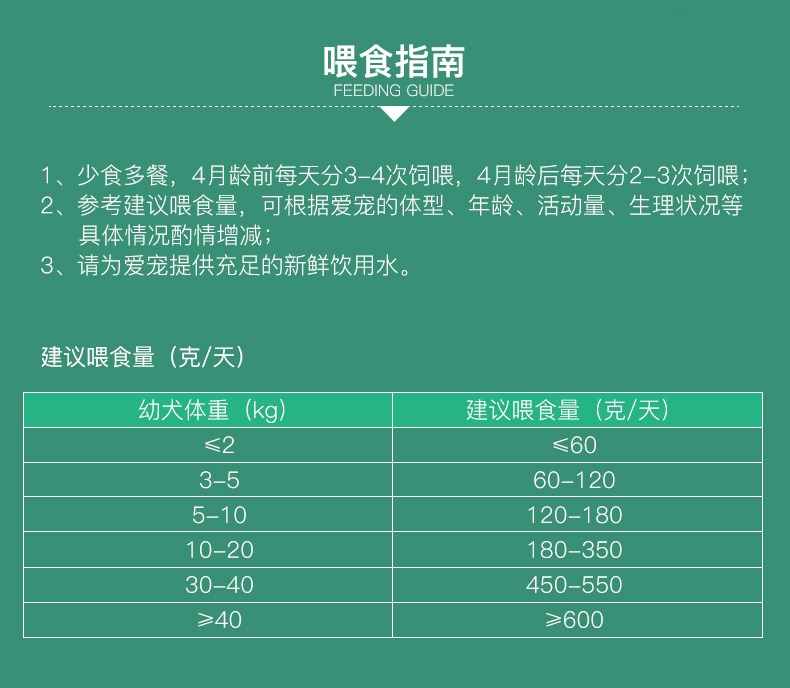 喂食指南
FEEDING GUIDE
1、少食多餐，4月龄前每天分3-4次饲喂，4月龄后每天分2-3次饲喂；
2、参考建议喂食量，可根据爱宠的体型、年龄、活动量、生理状况等
具体情况酌情增减；
3、请为爱宠提供充足的新鲜饮用水。
建议喂食量（克/天）
幼犬体重（kg） 建议喂食量（克/天）
≤2 ≤60
3-5 60-120
5-10 120-180
10-20 180-350
30-40 450-550
≥40 ≥600